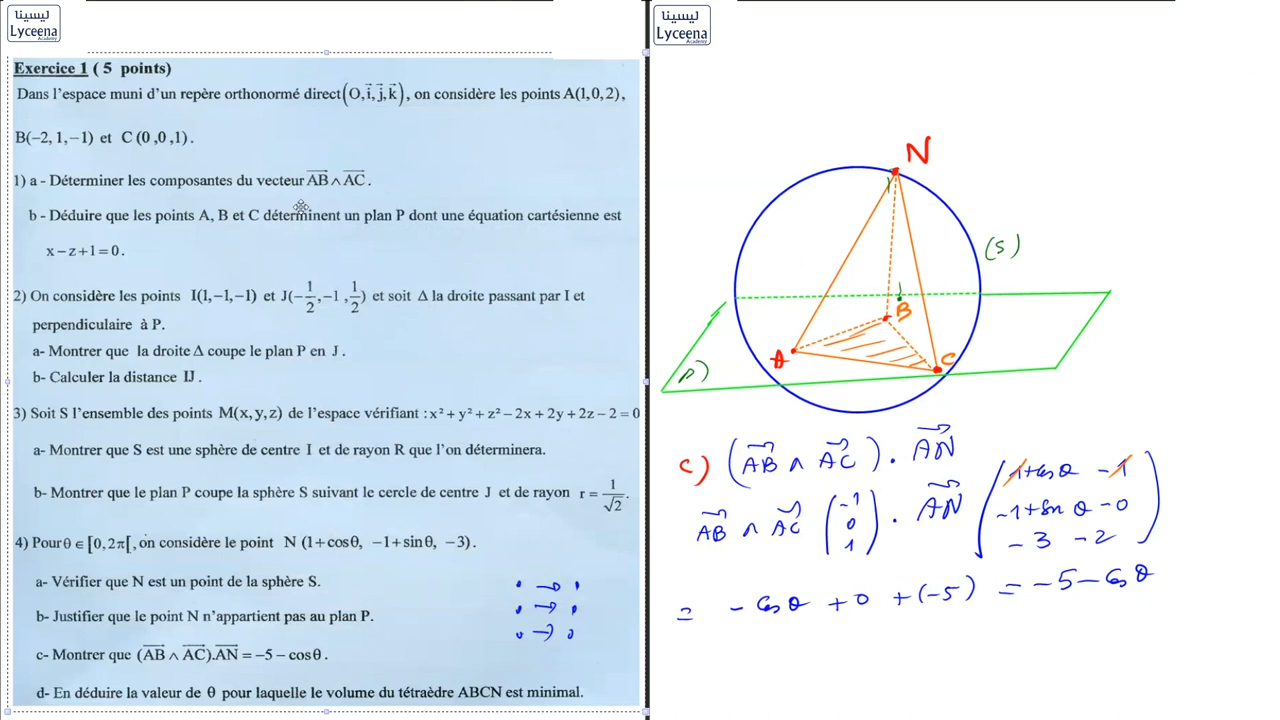 ليسينا
Lyceena
Academy
Exercice 1 ( 5 points)
Dans l'espace muni d'un repère orthonormé direct (O, i⃗, j⃗, k⃗), on considère les points A(1,0,2),
B(−2,1,−1) et C(0,0,1).
1) a - Déterminer les composantes du vecteur AB⃗ ∧ AC⃗.
b - Déduire que les points A, B et C déterminent un plan P dont une équation cartésienne est
x − z + 1 = 0.
2) On considère les points I(1,−1,−1) et J(−1/2, −1, 1/2) et soit Δ la droite passant par I et
perpendiculaire à P.
a- Montrer que la droite Δ coupe le plan P en J.
b- Calculer la distance IJ.
3) Soit S l'ensemble des points M(x,y,z) de l'espace vérifiant : x² + y² + z² − 2x + 2y + 2z − 2 = 0
a- Montrer que S est une sphère de centre I et de rayon R que l'on déterminera.
b- Montrer que le plan P coupe la sphère S suivant le cercle de centre J et de rayon r = 1/√2.
4) Pour θ ∈ [0,2π[, on considère le point N (1+cosθ, −1+sinθ, −3).
a- Vérifier que N est un point de la sphère S.
b- Justifier que le point N n'appartient pas au plan P.
c- Montrer que (AB⃗ ∧ AC⃗).AN⃗ = −5 − cosθ.
d- En déduire la valeur de θ pour laquelle le volume du tétraèdre ABCN est minimal.
ليسينا
Lyceena
Academy
N
(S)
B
A
C
P)
c) (AB⃗ ∧ AC⃗) . AN⃗
AB⃗ ∧ AC⃗ (−1 0 1) . AN⃗ (1+cosθ −1 −1+sinθ −0 −3 −2)
= −cosθ + 0 + (−5) = −5 − cosθ